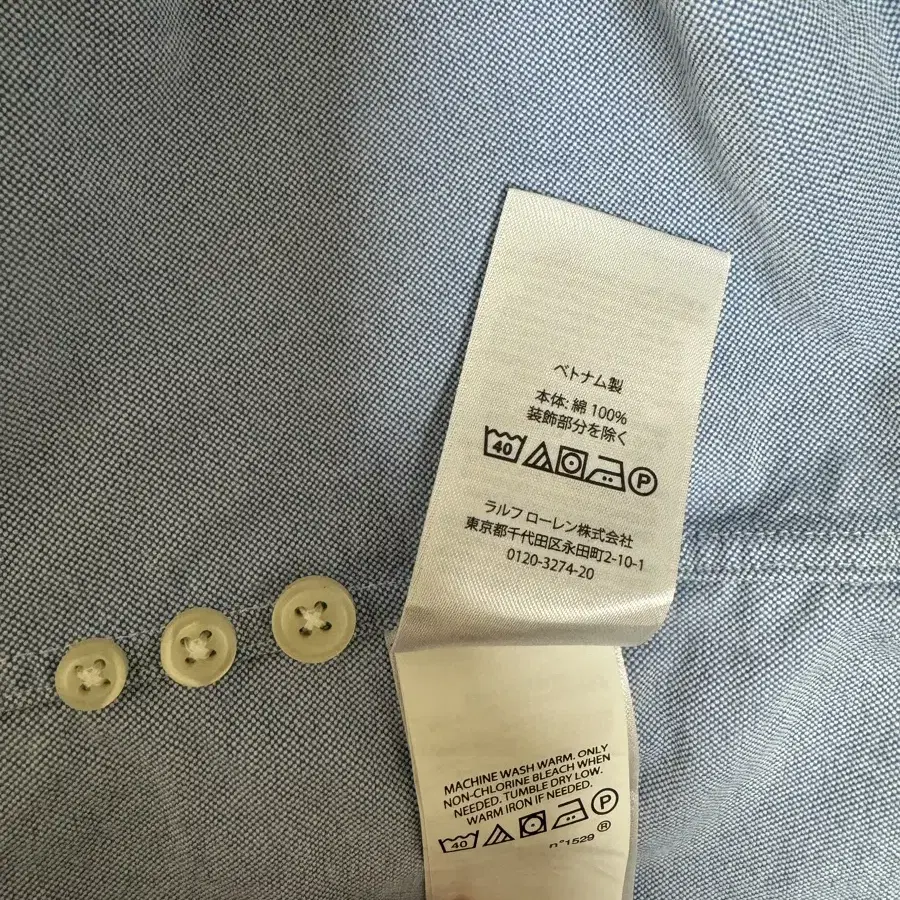 ベトナム製
本体: 綿 100%
装飾部分を除く
40 P
ラルフ ローレン株式会社
東京都千代田区永田町2-10-1
0120-3274-20
MACHINE WASH WARM. ONLY
NON-CHLORINE BLEACH WHEN
NEEDED. TUMBLE DRY LOW.
WARM IRON IF NEEDED.
40 P
n°1529 ®